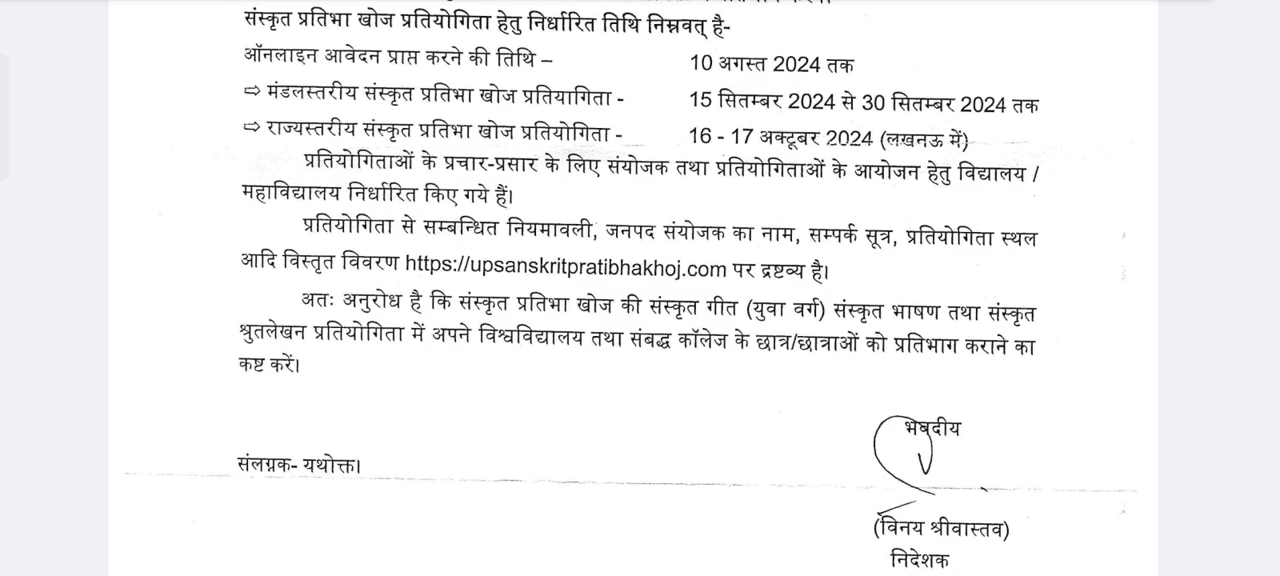 संस्कृत प्रतिभा खोज प्रतियोगिता हेतु निर्धारित तिथि निम्नवत् है-
ऑनलाइन आवेदन प्राप्त करने की तिथि – 10 अगस्त 2024 तक
⇨ मंडलस्तरीय संस्कृत प्रतिभा खोज प्रतियागिता - 15 सितम्बर 2024 से 30 सितम्बर 2024 तक
⇨ राज्यस्तरीय संस्कृत प्रतिभा खोज प्रतियोगिता - 16 - 17 अक्टूबर 2024 (लखनऊ में)
प्रतियोगिताओं के प्रचार-प्रसार के लिए संयोजक तथा प्रतियोगिताओं के आयोजन हेतु विद्यालय /
महाविद्यालय निर्धारित किए गये हैं।
प्रतियोगिता से सम्बन्धित नियमावली, जनपद संयोजक का नाम, सम्पर्क सूत्र, प्रतियोगिता स्थल
आदि विस्तृत विवरण https://upsanskritpratibhakhoj.com पर द्रष्टव्य है।
अतः अनुरोध है कि संस्कृत प्रतिभा खोज की संस्कृत गीत (युवा वर्ग) संस्कृत भाषण तथा संस्कृत
श्रुतलेखन प्रतियोगिता में अपने विश्वविद्यालय तथा संबद्ध कॉलेज के छात्र/छात्राओं को प्रतिभाग कराने का
कष्ट करें।
भवदीय
संलग्नक- यथोक्त।
(विनय श्रीवास्तव)
निदेशक